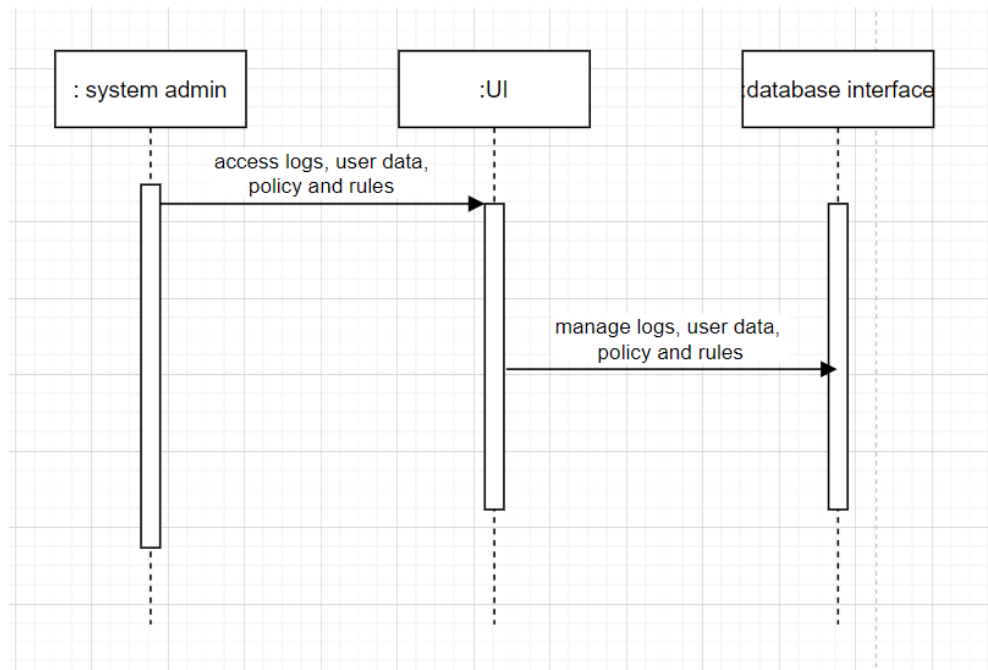 : system admin
:UI
:database interface
access logs, user data,
policy and rules
manage logs, user data,
policy and rules